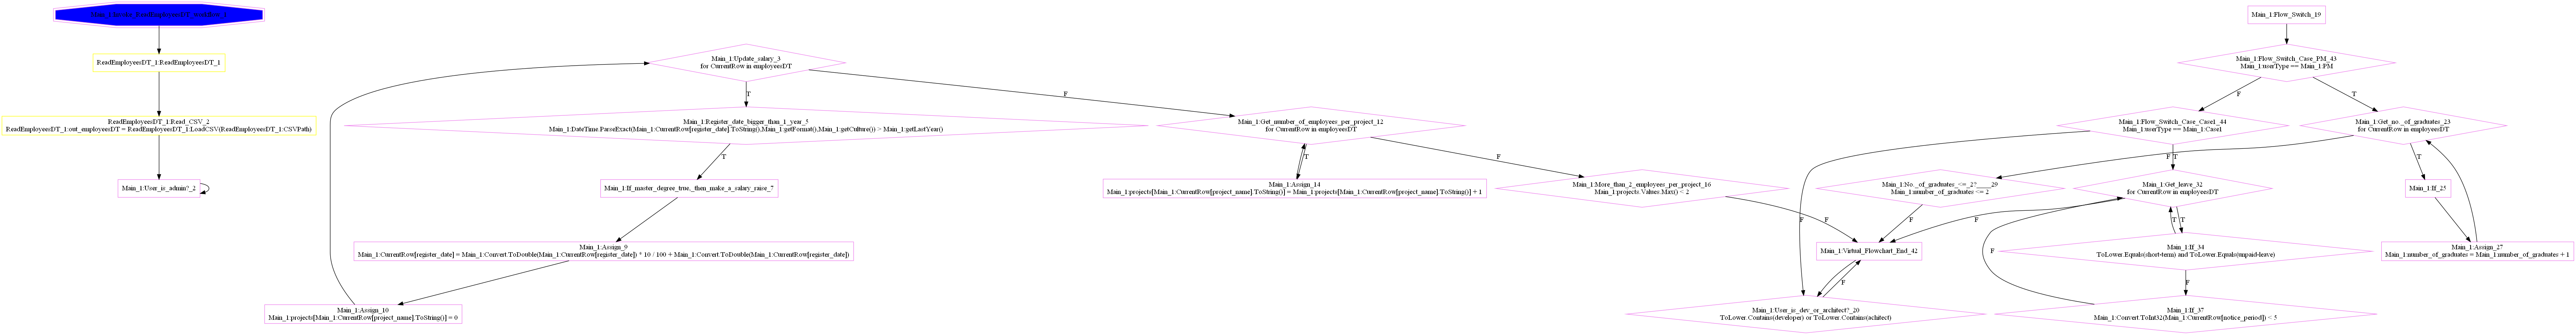 ReadEmployeesDT_1:ReadEmployeesDT_1
ReadEmployeesDT_1:Read_CSV_2
ReadEmployeesDT_1:out_employeesDT = ReadEmployeesDT_1:LoadCSV(ReadEmployeesDT_1:CSVPath)
Main_1:User_is_admin?_2
Main_1:Update_salary_3
for CurrentRow in employeesDT
T
F
Main_1:Register_date_bigger_than_1_year_5
Main_1:DateTime.ParseExact(Main_1:CurrentRow[register_date].ToString(),Main_1:getFormat(),Main_1:getCulture()) > Main_1:getLastYear()
T
Main_1:If_master_degree_true,_then_make_a_salary_raise_7
Main_1:Assign_9
Main_1:CurrentRow[register_date] = Main_1:Convert.ToDouble(Main_1:CurrentRow[register_date]) * 10 / 100 + Main_1:Convert.ToDouble(Main_1:CurrentRow[register_date])
Main_1:Assign_10
Main_1:projects[Main_1:CurrentRow[project_name].ToString()] = 0
Main_1:Get_number_of_employees_per_project_12
for CurrentRow in employeesDT
T
F
Main_1:Assign_14
Main_1:projects[Main_1:CurrentRow[project_name].ToString()] = Main_1:projects[Main_1:CurrentRow[project_name].ToString()] + 1
Main_1:More_than_2_employees_per_project_16
Main_1:projects.Values.Max() < 2
F
Main_1:Flow_Switch_19
Main_1:Flow_Switch_Case_PM_43
Main_1:userType == Main_1:PM
F
T
Main_1:Flow_Switch_Case_Case1_44
Main_1:userType == Main_1:Case1
F
T
Main_1:Get_no._of_graduates_23
for CurrentRow in employeesDT
F
T
Main_1:No._of_graduates_<=_2?____29
Main_1:number_of_graduates <= 2
F
Main_1:Get_leave_32
for CurrentRow in employeesDT
F
T
Main_1:If_25
Main_1:Assign_27
Main_1:number_of_graduates = Main_1:number_of_graduates + 1
Main_1:Virtual_Flowchart_End_42
Main_1:If_34
ToLower.Equals(short-term) and ToLower.Equals(unpaid-leave)
T
F
Main_1:User_is_dev_or_architect?_20
ToLower.Contains(developer) or ToLower.Contains(achitect)
F
Main_1:If_37
Main_1:Convert.ToInt32(Main_1:CurrentRow[notice_period]) < 5
F